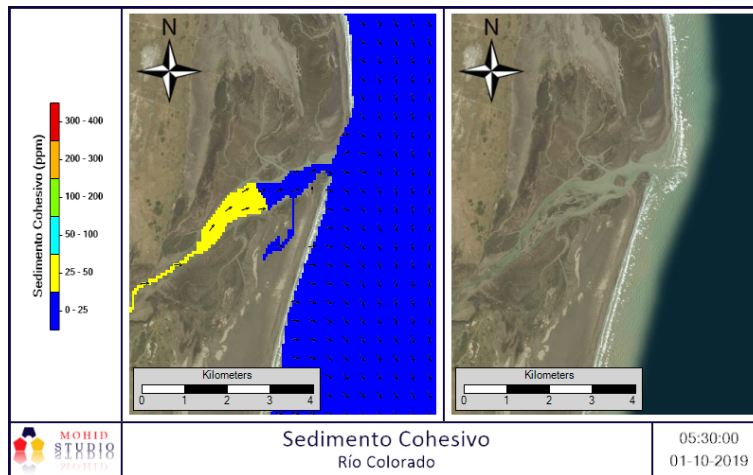 N
N
Sedimento Cohesivo (ppm)
300 - 400
200 - 300
100 - 200
50 - 100
25 - 50
0 - 25
Kilometers
0 1 2 3 4
Kilometers
0 1 2 3 4
MOHID
STUDIO
Sedimento Cohesivo
Río Colorado
05:30:00
01-10-2019